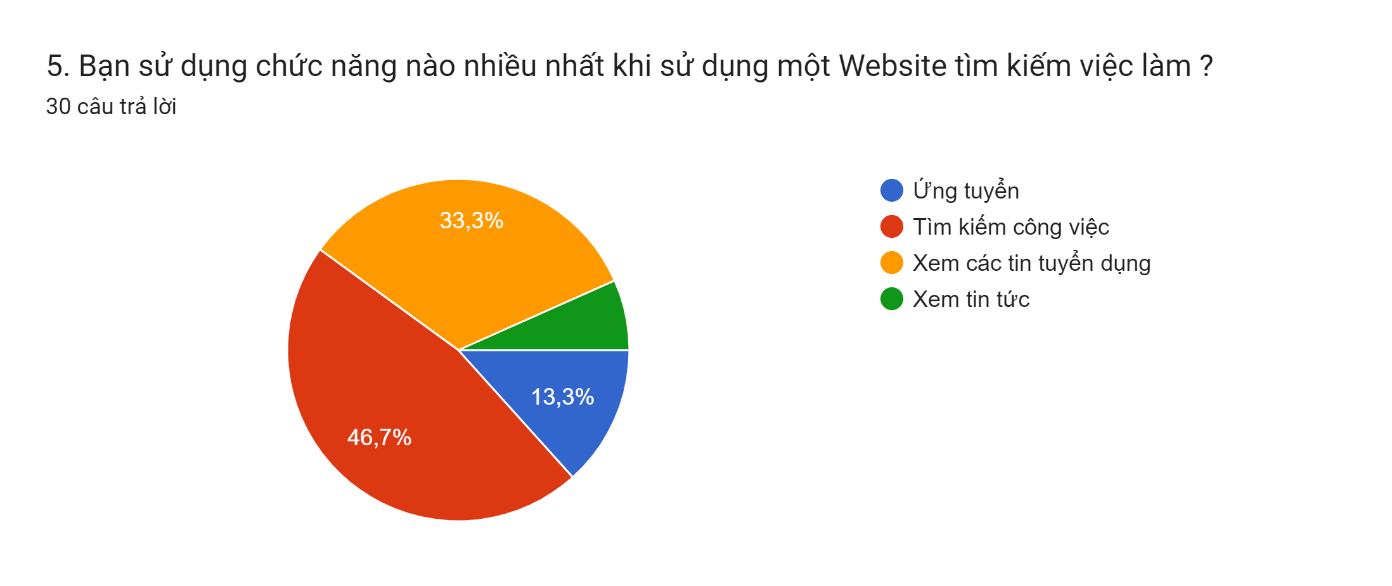 5. Bạn sử dụng chức năng nào nhiều nhất khi sử dụng một Website tìm kiếm việc làm ?
30 câu trả lời
33,3%
13,3%
46,7%
Ứng tuyển
Tìm kiếm công việc
Xem các tin tuyển dụng
Xem tin tức